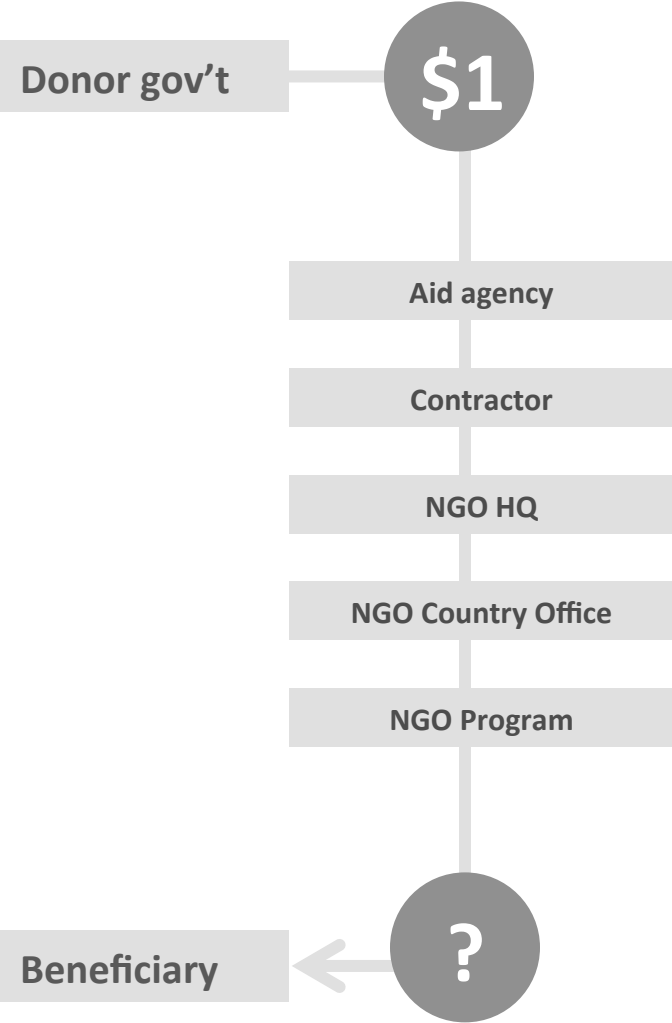 Donor gov't
$1
Aid agency
Contractor
NGO HQ
NGO Country Office
NGO Program
?
Beneficiary